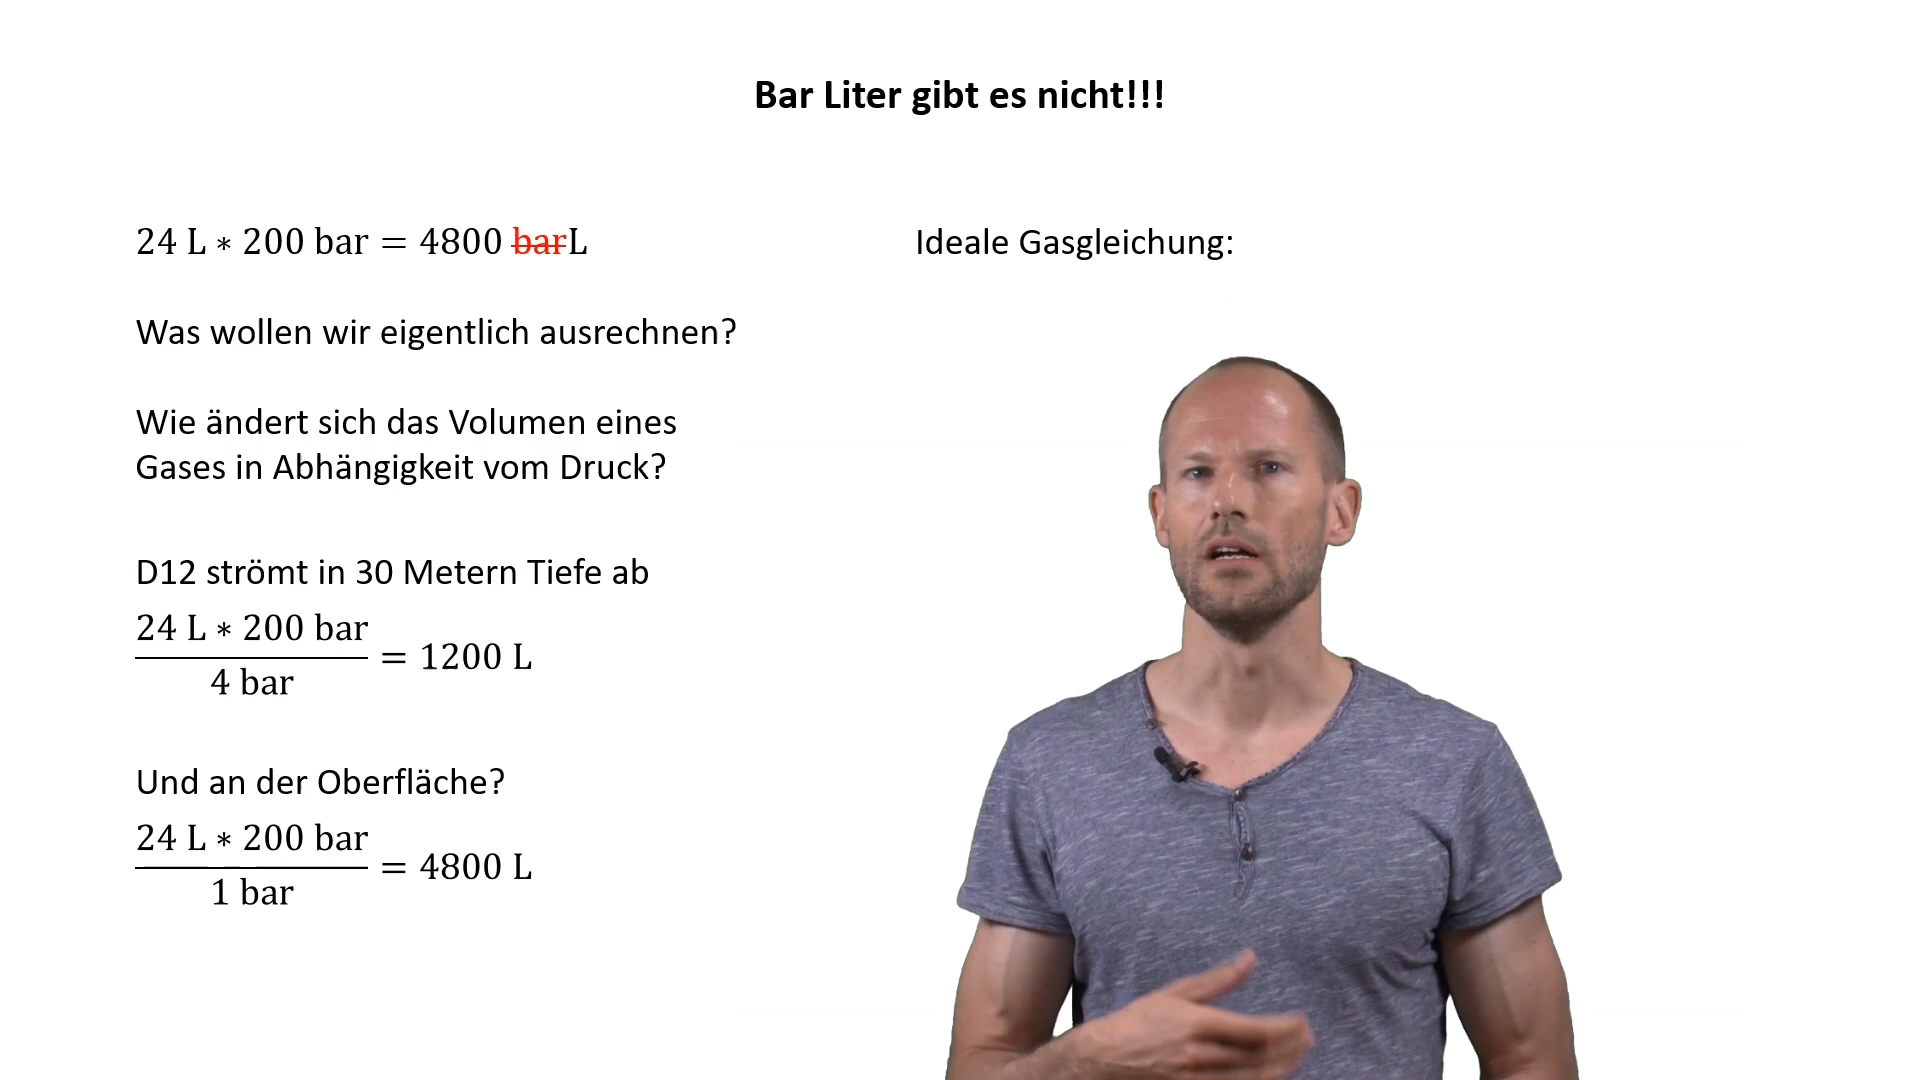 Bar Liter gibt es nicht!!!
24 L ∗ 200 bar = 4800 barL
Was wollen wir eigentlich ausrechnen?
Wie ändert sich das Volumen eines
Gases in Abhängigkeit vom Druck?
D12 strömt in 30 Metern Tiefe ab
24 L ∗ 200 bar
4 bar
= 1200 L
Und an der Oberfläche?
24 L ∗ 200 bar
1 bar
= 4800 L
Ideale Gasgleichung: